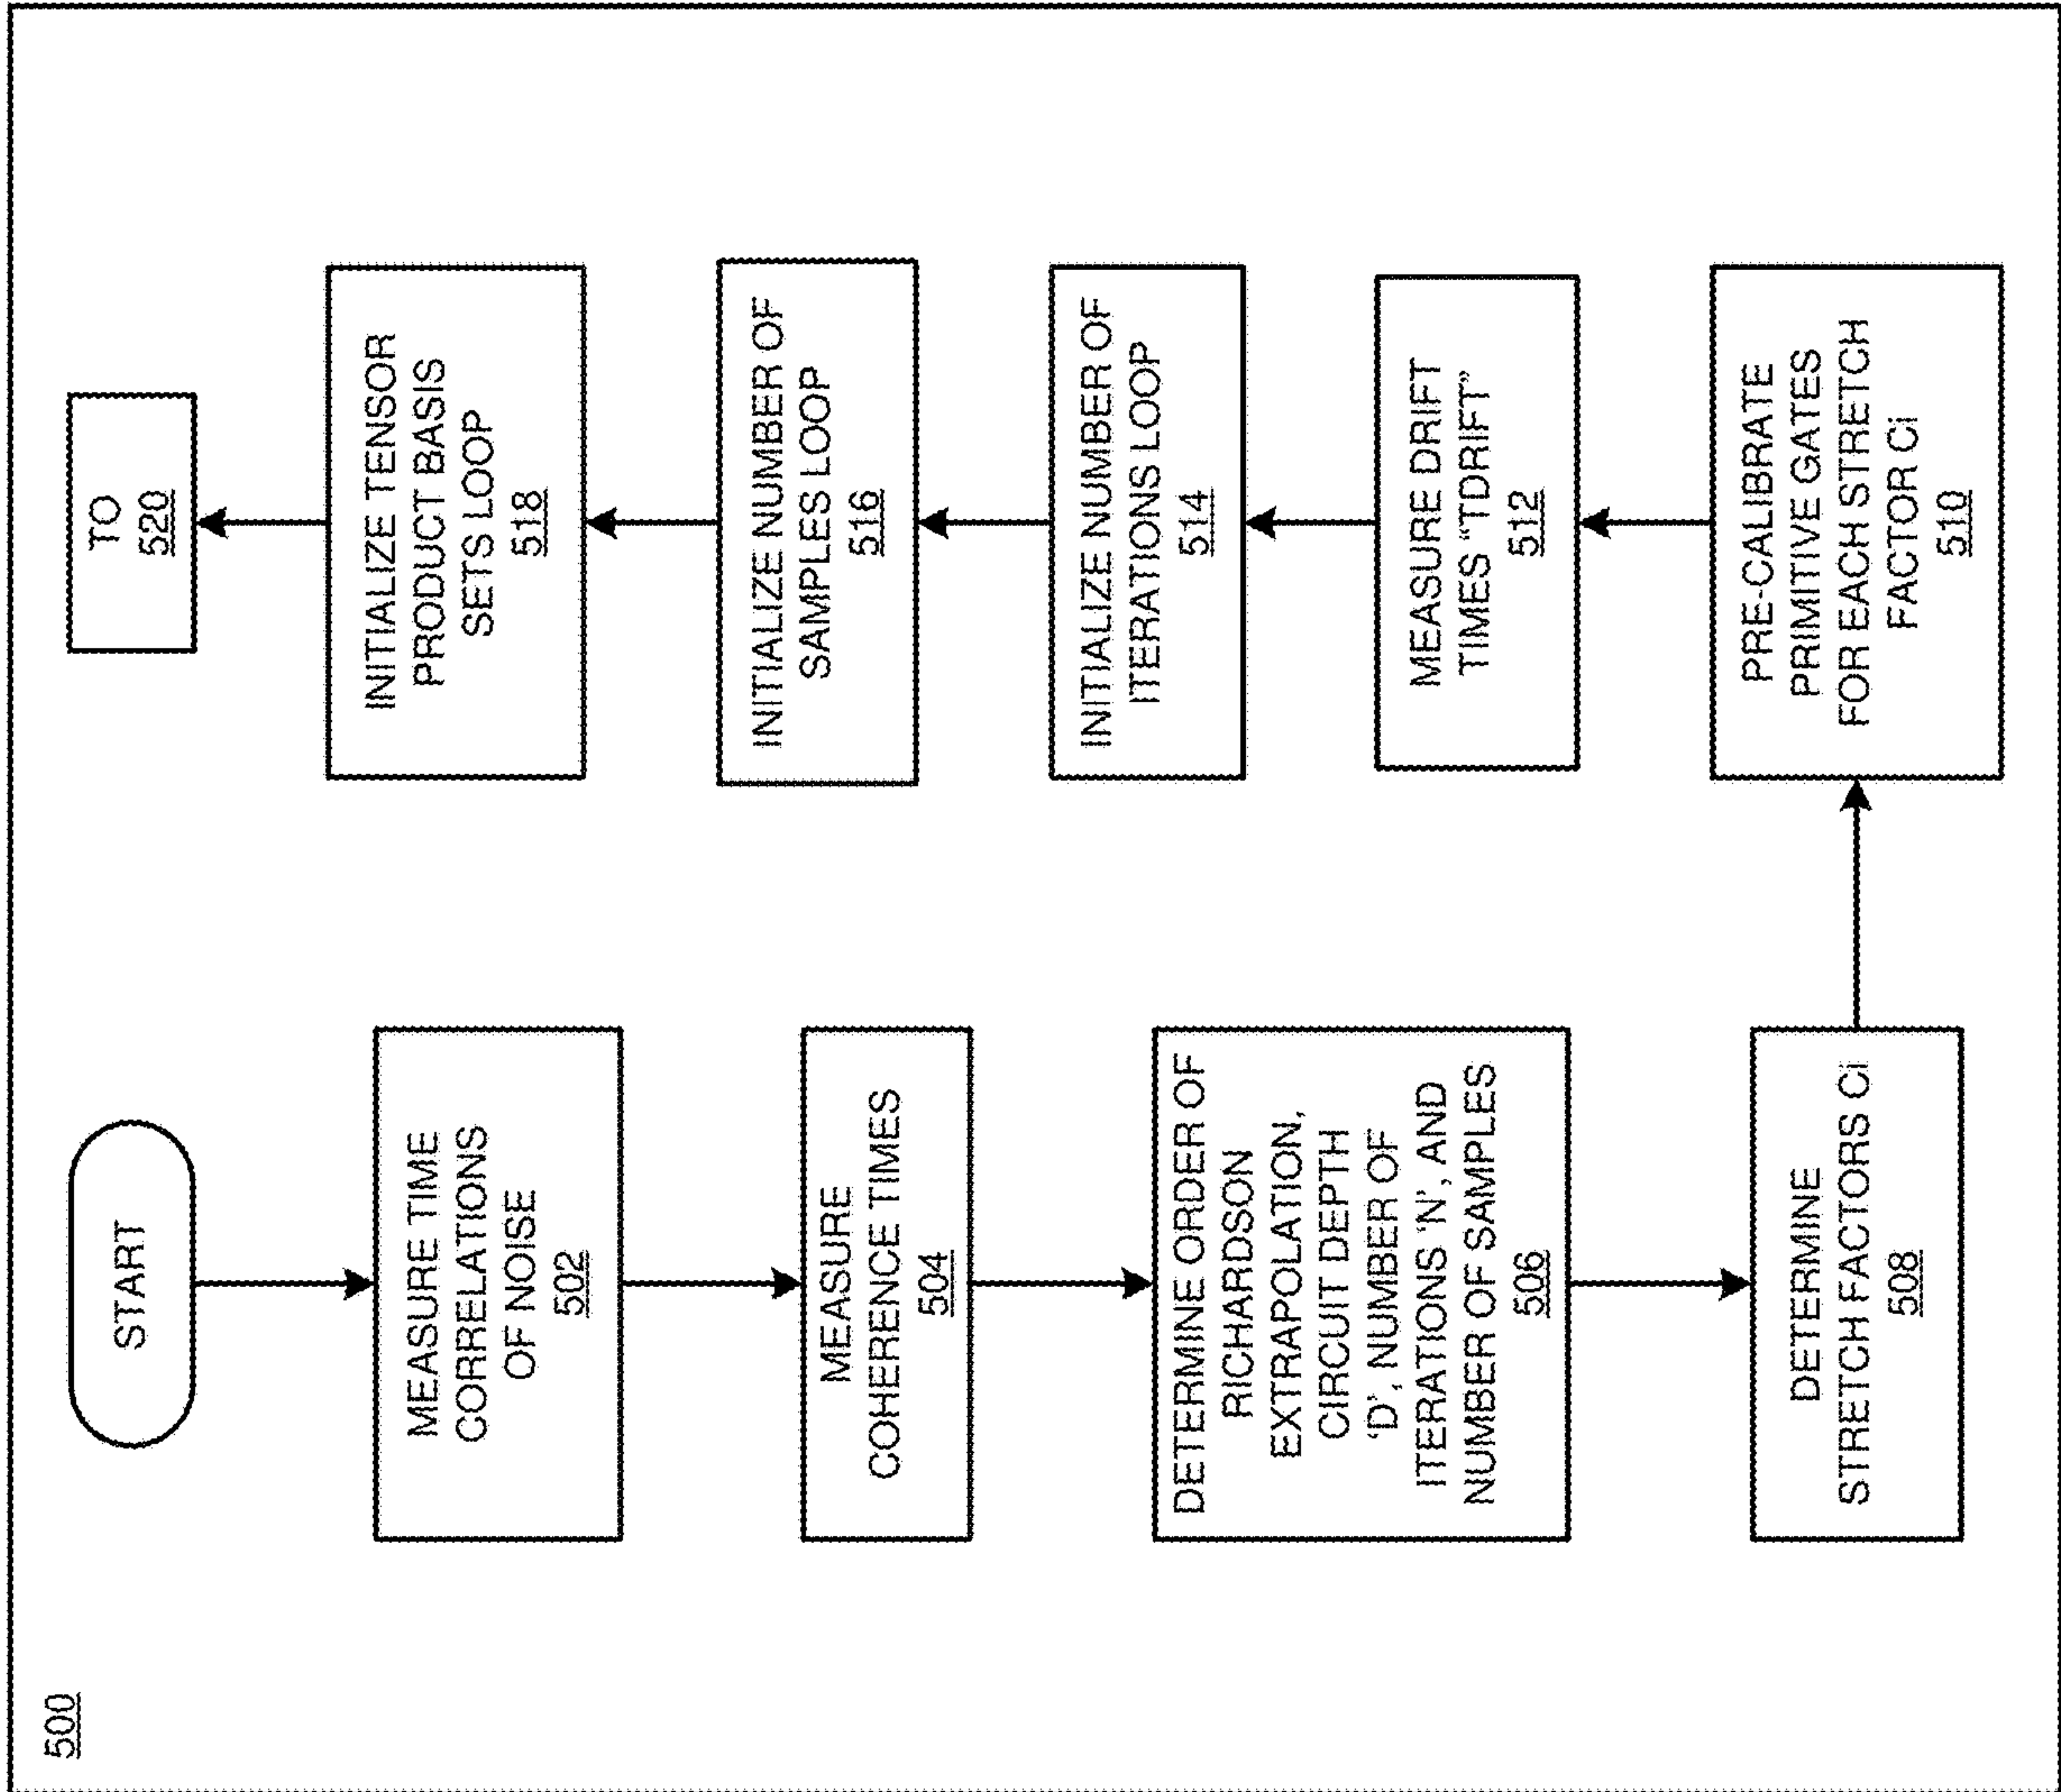 500
START
MEASURE TIME
CORRELATIONS
OF NOISE
502
MEASURE
COHERENCE TIMES
504
DETERMINE ORDER OF
RICHARDSON
EXTRAPOLATION,
CIRCUIT DEPTH
'D', NUMBER OF
ITERATIONS 'N', AND
NUMBER OF SAMPLES
506
DETERMINE
STRETCH FACTORS Ci
508
PRE-CALIBRATE
PRIMITIVE GATES
FOR EACH STRETCH
FACTOR Ci
510
MEASURE DRIFT
TIMES "TDRIFT"
512
INITIALIZE NUMBER OF
ITERATIONS LOOP
514
INITIALIZE NUMBER OF
SAMPLES LOOP
516
INITIALIZE TENSOR
PRODUCT BASIS
SETS LOOP
518
TO
520